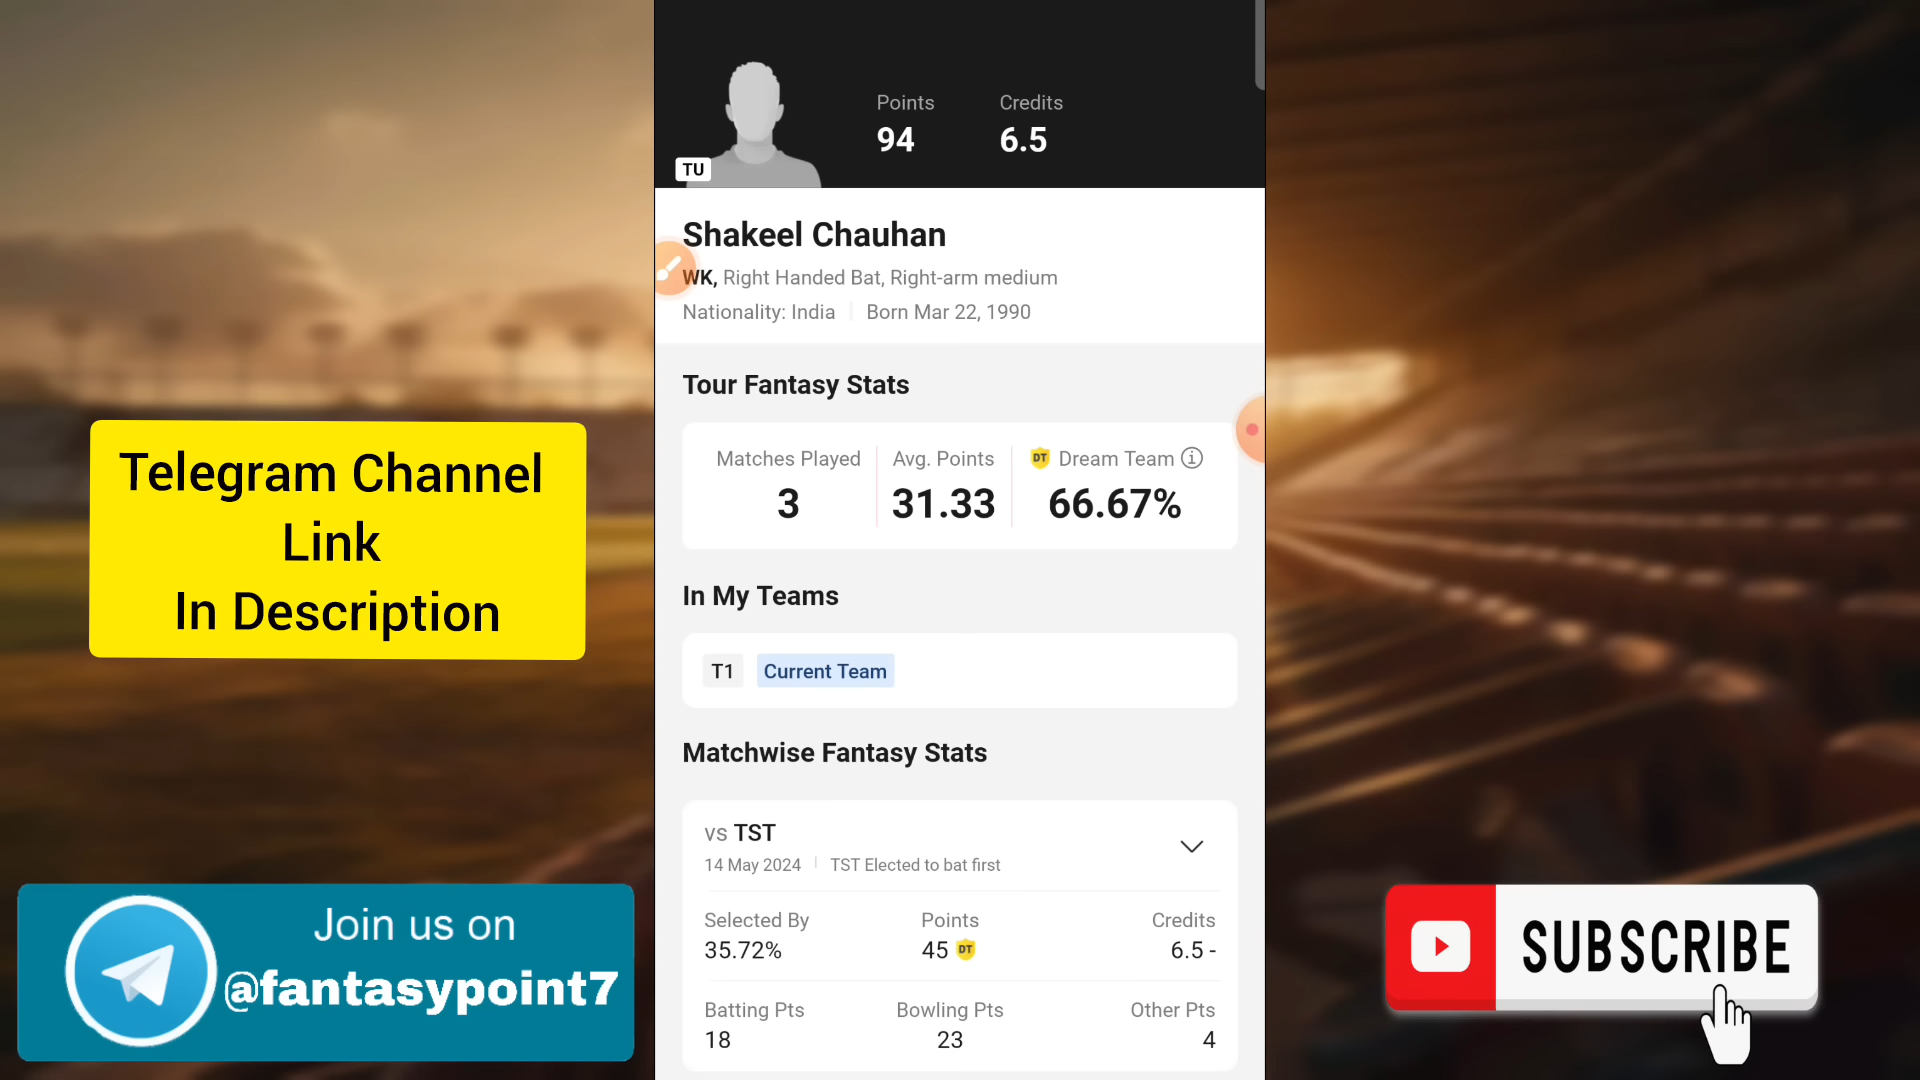 Points Credits
94 6.5
TU
Shakeel Chauhan
WK, Right Handed Bat, Right-arm medium
Nationality: India Born Mar 22, 1990
Tour Fantasy Stats
Matches Played Avg. Points DT Dream Team
3 31.33 66.67%
In My Teams
T1 Current Team
Matchwise Fantasy Stats
vs TST
14 May 2024 TST Elected to bat first
Selected By Points Credits
35.72% 45 DT 6.5 -
Batting Pts Bowling Pts Other Pts
18 23 4
Telegram Channel
Link
In Description
Join us on
@fantasypoint7
SUBSCRIBE